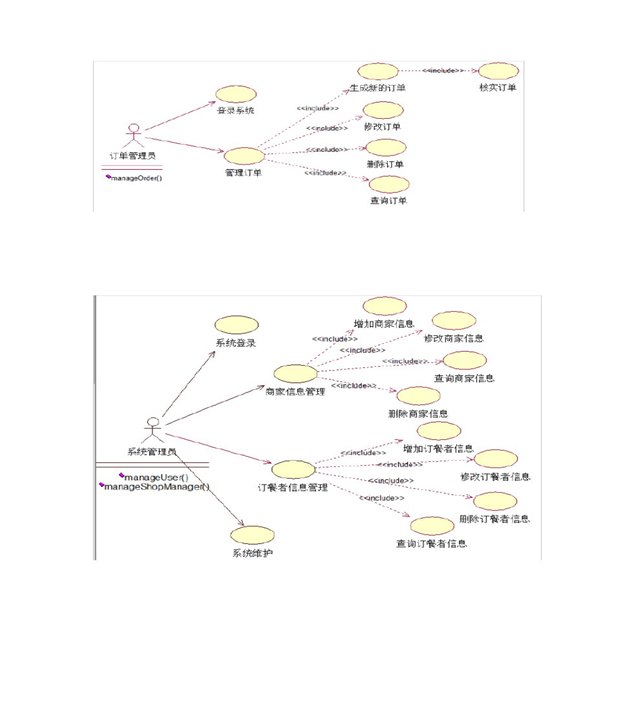 生成新的订单
<<include>>
核实订单
登录系统
<<include>>
修改订单
<<include>>
订单管理员
管理订单
<<include>>
删除订单
<<include>>
manageOrder()
查询订单
增加商家信息
系统登录
<<include>>
修改商家信息
<<include>>
<<include>>
查询商家信息
商家信息管理
<<include>>
删除商家信息
系统管理员
增加订餐者信息
<<include>>
<<include>>
修改订餐者信息
manageUser()
manageShopManager()
订餐者信息管理
<<include>>
<<include>>
删除订餐者信息
查询订餐者信息
系统维护